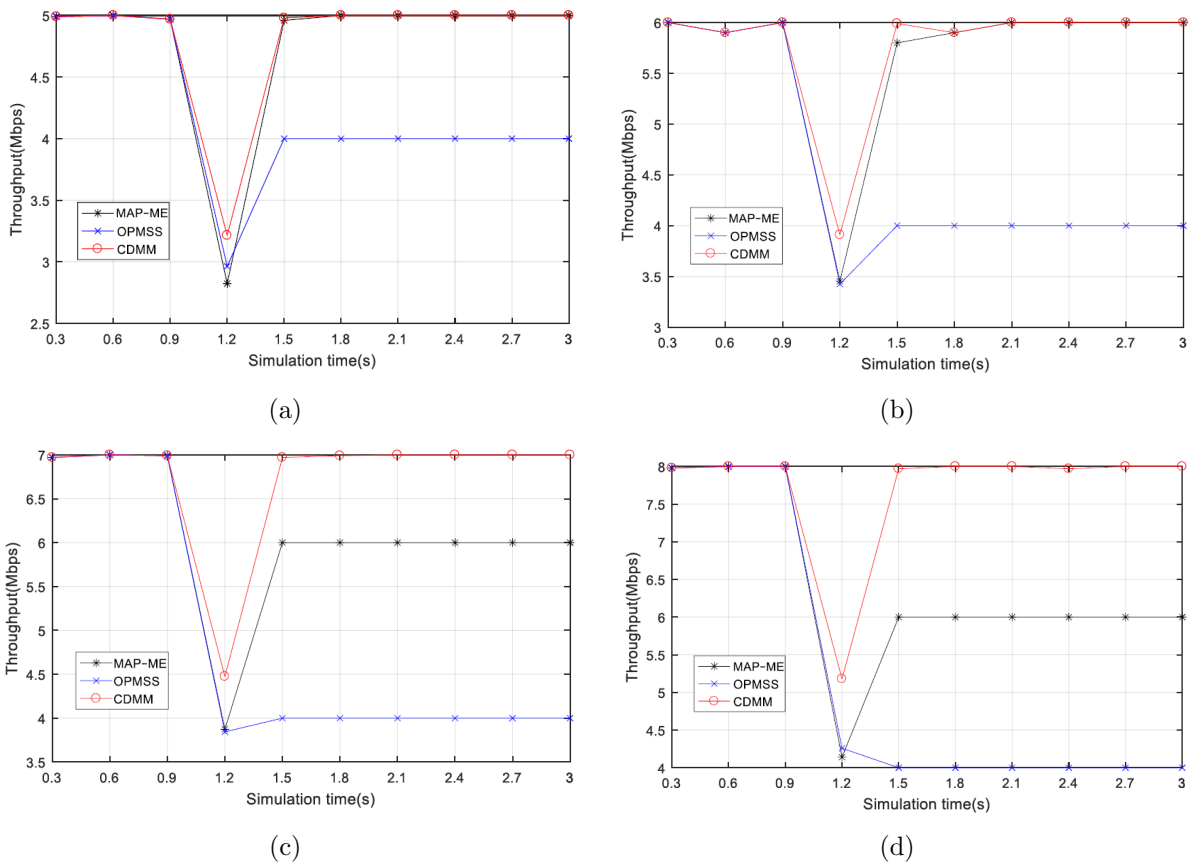 5
4.5
4
3.5
3
2.5
Throughput(Mbps)
MAP-ME
OPMSS
CDMM
0.3 0.6 0.9 1.2 1.5 1.8 2.1 2.4 2.7 3
Simulation time(s)
(a)
6
5.5
5
4.5
4
3.5
3
Throughput(Mbps)
MAP-ME
OPMSS
CDMM
0.3 0.6 0.9 1.2 1.5 1.8 2.1 2.4 2.7 3
Simulation time(s)
(b)
7
6.5
6
5.5
5
4.5
4
3.5
Throughput(Mbps)
MAP-ME
OPMSS
CDMM
0.3 0.6 0.9 1.2 1.5 1.8 2.1 2.4 2.7 3
Simulation time(s)
(c)
8
7.5
7
6.5
6
5.5
5
4.5
4
Throughput(Mbps)
MAP-ME
OPMSS
CDMM
0.3 0.6 0.9 1.2 1.5 1.8 2.1 2.4 2.7 3
Simulation time(s)
(d)